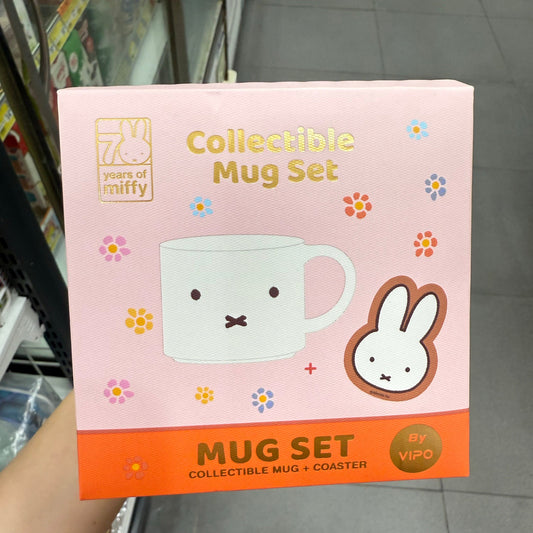 70
years of
miffy
Collectible
Mug Set
+
MUG SET
COLLECTIBLE MUG + COASTER
By
VIPO